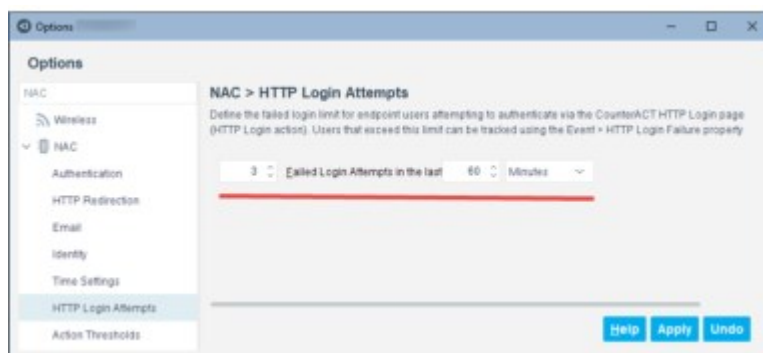 Options
Options
NAC
NAC > HTTP Login Attempts
Define the failed login limit for endpoint users attempting to authenticate via the CounterACT HTTP Login page
(HTTP Login action). Users that exceed this limit can be tracked using the Event > HTTP Login Failure property
Wireless
NAC
3 Failed Login Attempts in the last 60 Minutes
Authentication
HTTP Redirection
Email
Identity
Time Settings
HTTP Login Attempts
Action Thresholds
Help Apply Undo